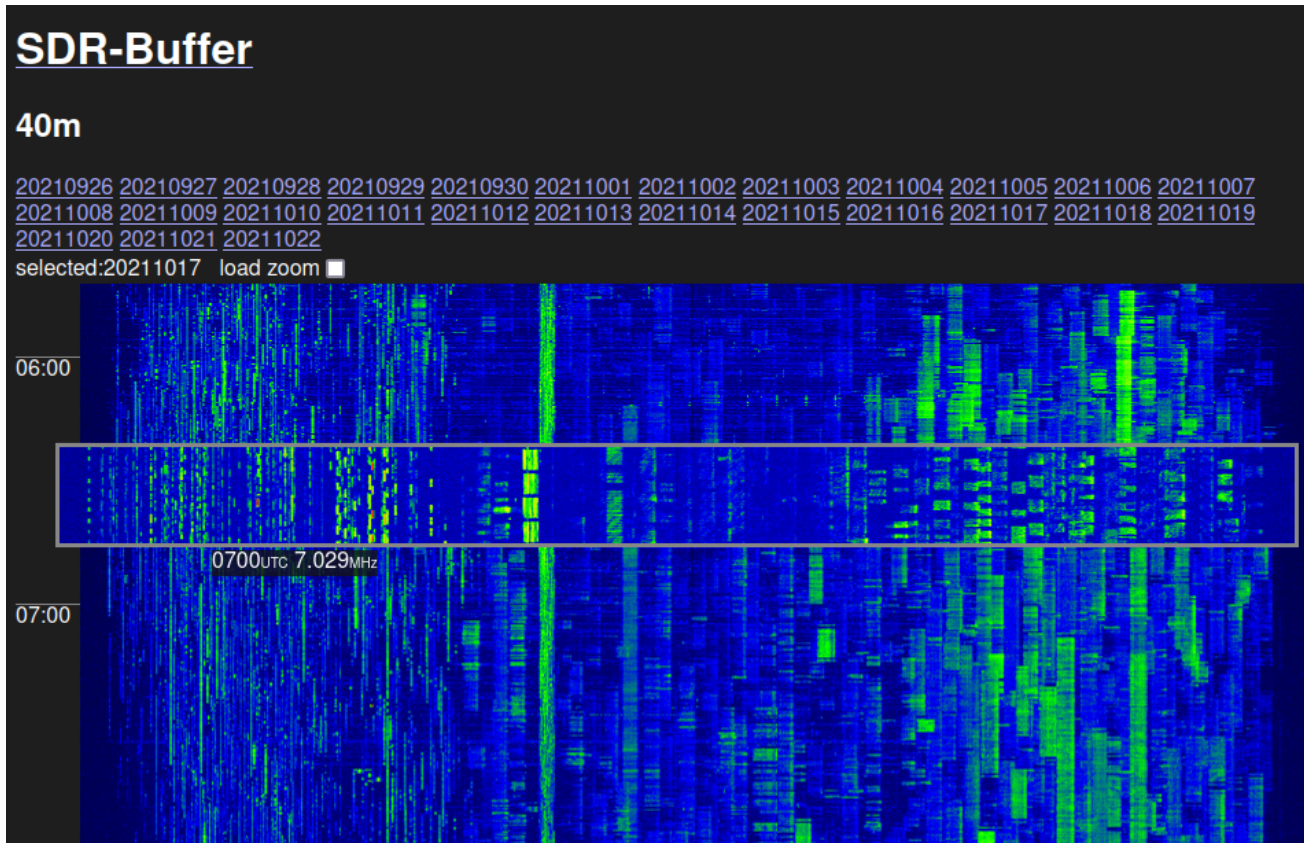 SDR-Buffer
40m
20210926 20210927 20210928 20210929 20210930 20211001 20211002 20211003 20211004 20211005 20211006 20211007
20211008 20211009 20211010 20211011 20211012 20211013 20211014 20211015 20211016 20211017 20211018 20211019
20211020 20211021 20211022
selected:20211017 load zoom
06:00
0700UTC 7.029MHz
07:00